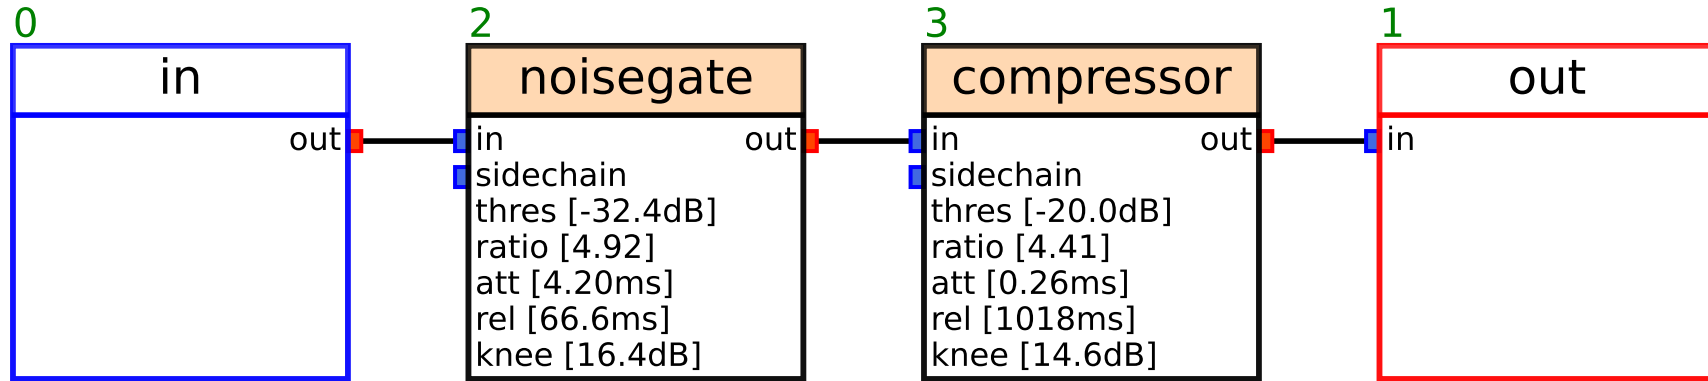 0
2
3
1
in
noisegate
compressor
out
out
in
out
in
out
in
sidechain
sidechain
thres [-32.4dB]
thres [-20.0dB]
ratio [4.92]
ratio [4.41]
att [4.20ms]
att [0.26ms]
rel [66.6ms]
rel [1018ms]
knee [16.4dB]
knee [14.6dB]